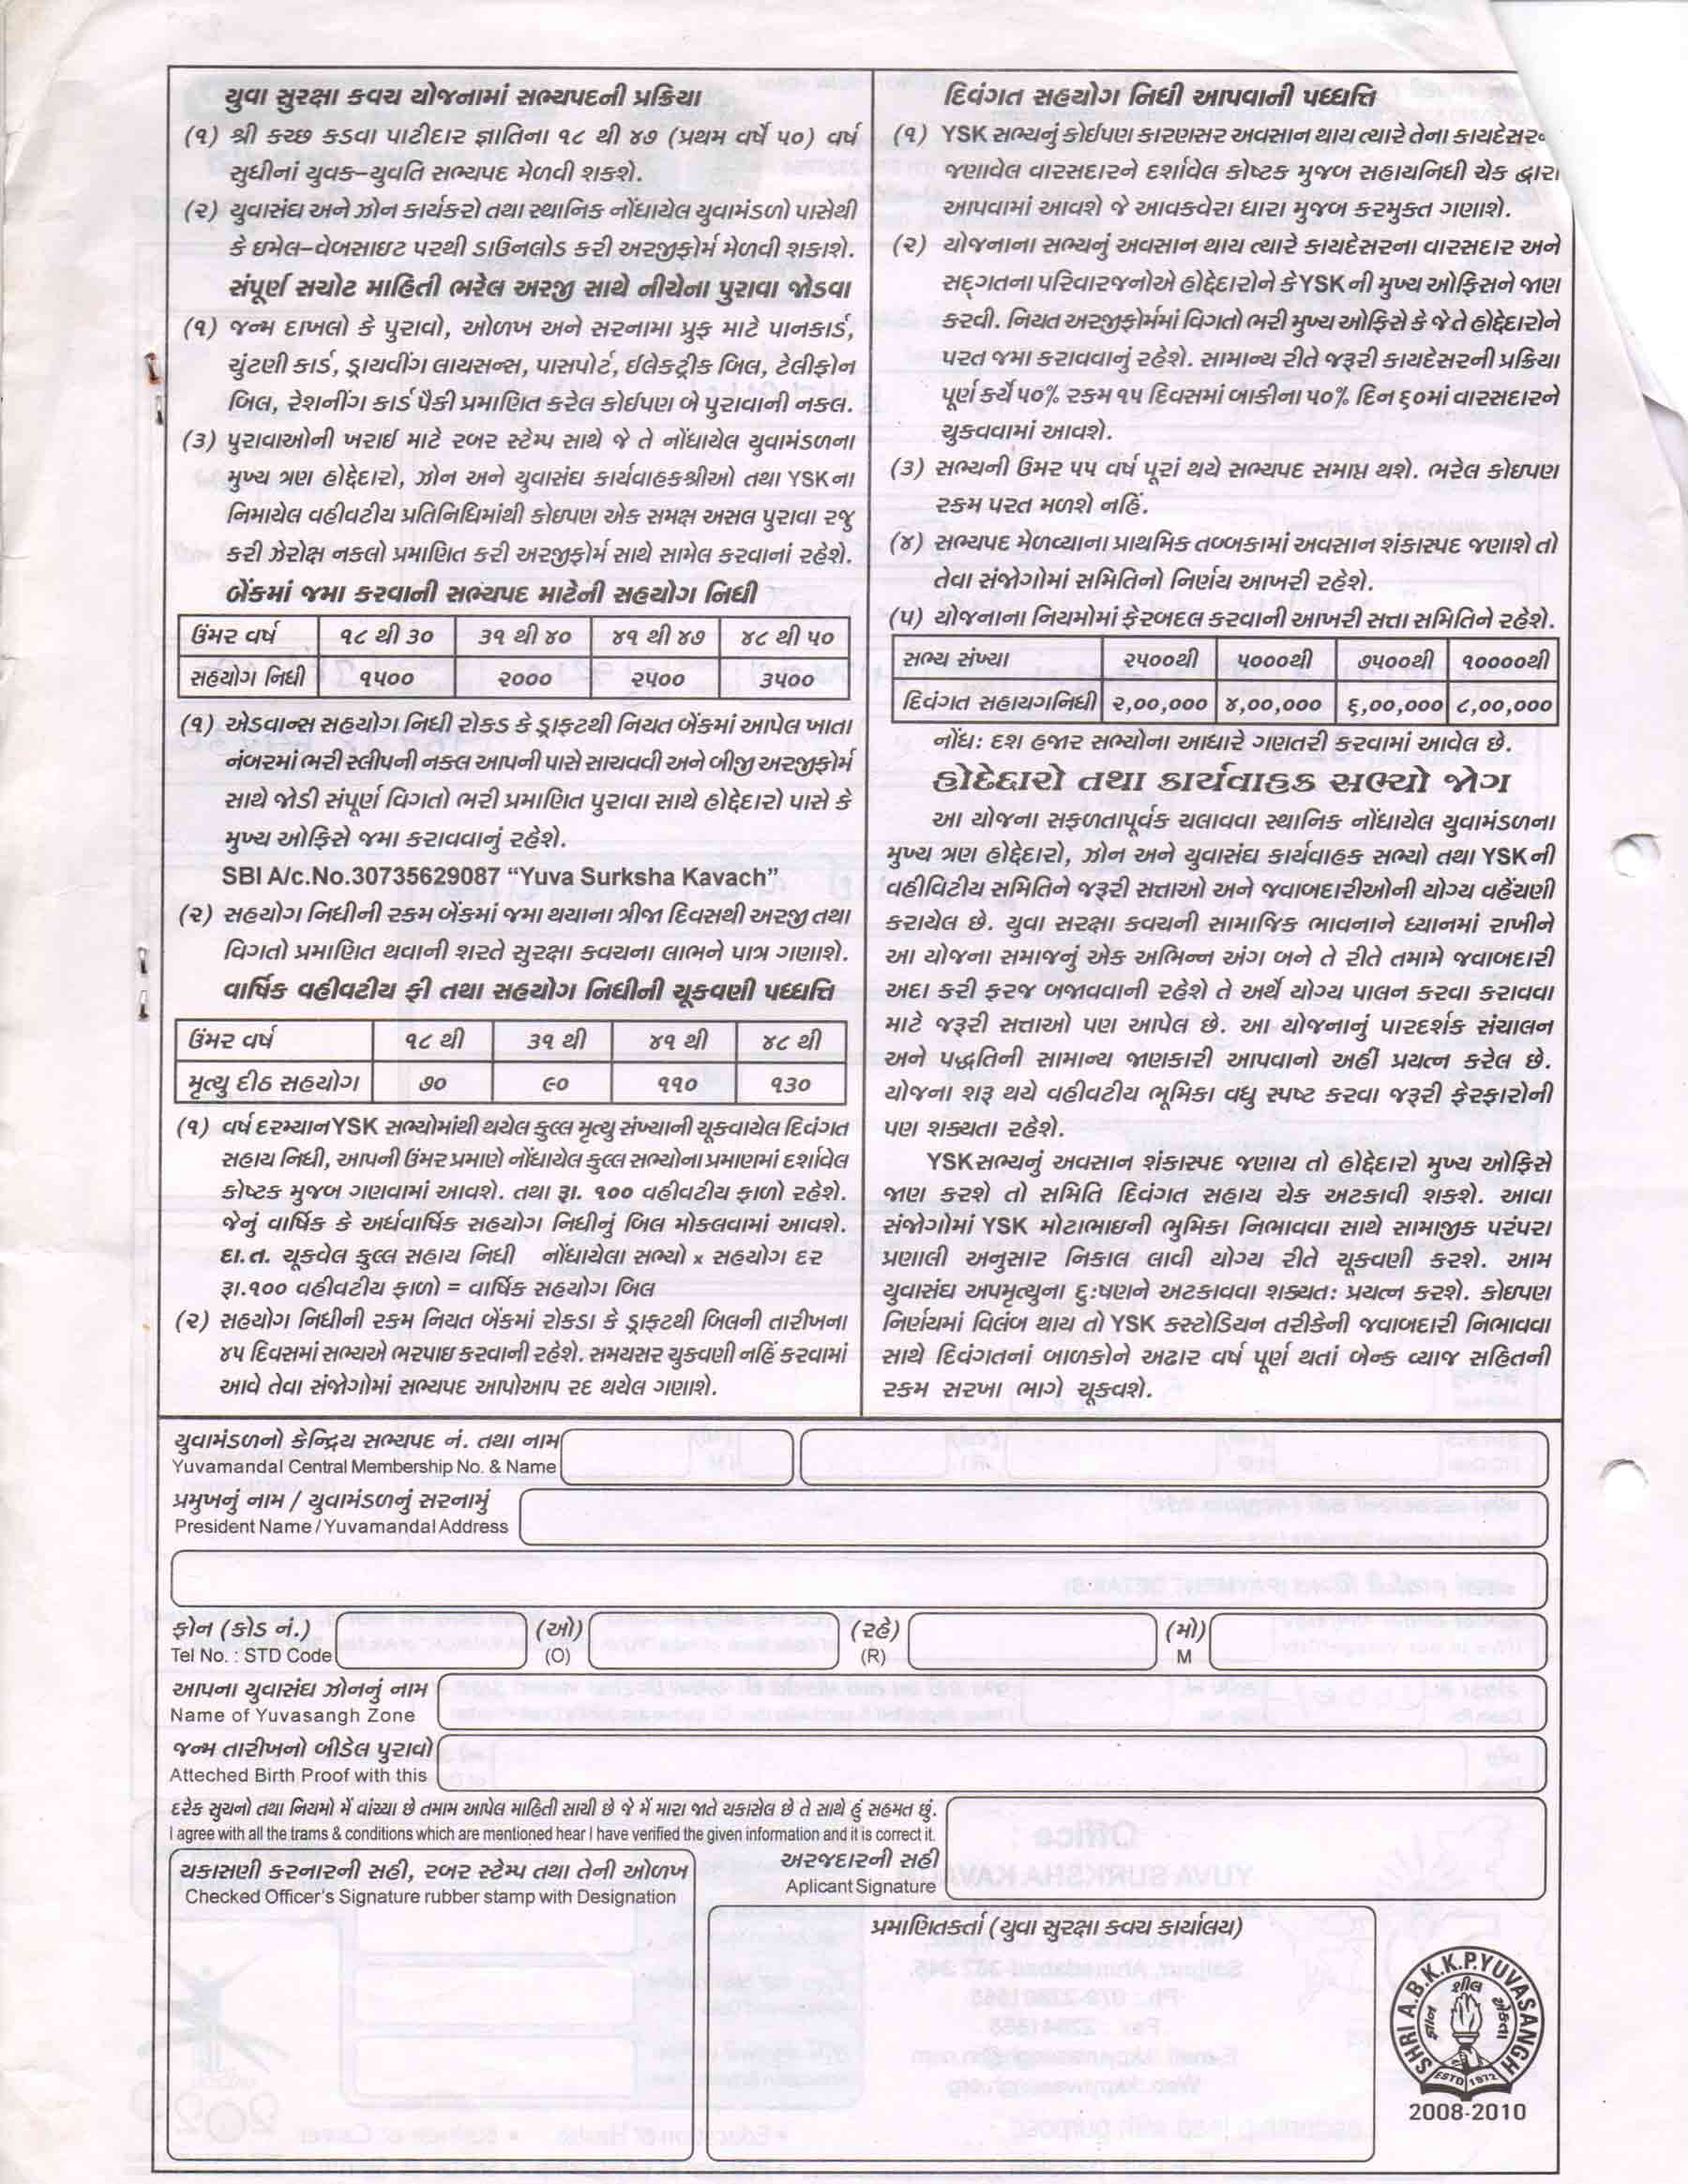 યુવા સુરક્ષા કવચ યોજનામાં સભ્યપદની પ્રક્રિયા
(૧) શ્રી કચ્છ કડવા પાટીદાર જ્ઞાતિના ૧૮ થી ૪૭ (પ્રથમ વર્ષે ૫૦) વર્ષ
સુધીનાં યુવક-યુવતિ સભ્યપદ મેળવી શકશે.
(૨) યુવાસંઘ અને ઝોન કાર્યકરો તથા સ્થાનિક નોંધાયેલ યુવામંડળો પાસેથી
કે ઇમેલ-વેબસાઇટ પરથી ડાઉનલોડ કરી અરજીફોર્મ મેળવી શકાશે.
સંપૂર્ણ સચોટ માહિતી ભરેલ અરજી સાથે નીચેના પુરાવા જોડવા
(૧) જન્મ દાખલો કે પુરાવો, ઓળખ અને સરનામા પ્રુફ માટે પાનકાર્ડ,
ચુંટણી કાર્ડ, ડ્રાયવીંગ લાયસન્સ, પાસપોર્ટ, ઈલેકટ્રીક બિલ, ટેલીફોન
બિલ, રેશનીંગ કાર્ડ પૈકી પ્રમાણિત કરેલ કોઈપણ બે પુરાવાની નકલ.
(૩) પુરાવાઓની ખરાઈ માટે રબર સ્ટેમ્પ સાથે જે તે નોંધાયેલ યુવામંડળના
મુખ્ય ત્રણ હોદ્દેદારો, ઝોન અને યુવાસંઘ કાર્યવાહકશ્રીઓ તથા YSKના
નિમાયેલ વહીવટીય પ્રતિનિધિમાંથી કોઇપણ એક સમક્ષ અસલ પુરાવા રજુ
કરી ઝેરોક્ષ નકલો પ્રમાણિત કરી અરજીફોર્મ સાથે સામેલ કરવાનાં રહેશે.
બેંકમાં જમા કરવાની સભ્યપદ માટેની સહયોગ નિધી
ઉંમર વર્ષ ૧૮ થી ૩૦ ૩૧ થી ૪૦ ૪૧ થી ૪૭ ૪૮ થી ૫૦
સહયોગ નિધી ૧૫૦૦ ૨૦૦૦ ૨૫૦૦ ૩૫૦૦
(૧) એડવાન્સ સહયોગ નિધી રોકડ કે ડ્રાફટથી નિયત બેંકમાં આપેલ ખાતા
નંબરમાં ભરી સ્લીપની નકલ આપની પાસે સાચવવી અને બીજી અરજીફોર્મ
સાથે જોડી સંપૂર્ણ વિગતો ભરી પ્રમાણિત પુરાવા સાથે હોદ્દેદારો પાસે કે
મુખ્ય ઓફિસે જમા કરાવવાનું રહેશે.
SBI A/c.No.30735629087 “Yuva Surksha Kavach”
(૨) સહયોગ નિધીની રકમ બેંકમાં જમા થયાના ત્રીજા દિવસથી અરજી તથા
વિગતો પ્રમાણિત થવાની શરતે સુરક્ષા કવચના લાભને પાત્ર ગણાશે.
વાર્ષિક વહીવટીય ફી તથા સહયોગ નિધીની ચૂકવણી પધ્ધતિ
ઉંમર વર્ષ ૧૮ થી ૩૧ થી ૪૧ થી ૪૮ થી
મૃત્યુ દીઠ સહયોગ ૭૦ ૯૦ ૧૧૦ ૧૩૦
(૧) વર્ષ દરમ્યાન YSK સભ્યોમાંથી થયેલ કુલ્લ મૃત્યુ સંખ્યાની ચૂકવાયેલ દિવંગત
સહાય નિધી, આપની ઉંમર પ્રમાણે નોંધાયેલ કુલ્લ સભ્યોના પ્રમાણમાં દર્શાવેલ
કોષ્ટક મુજબ ગણવામાં આવશે. તથા રૂા. ૧૦૦ વહીવટીય ફાળો રહેશે.
જેનું વાર્ષિક કે અર્ધવાર્ષિક સહયોગ નિધીનું બિલ મોકલવામાં આવશે.
દા.ત. ચૂકવેલ કુલ્લ સહાય નિધી નોંધાયેલા સભ્યો x સહયોગ દર
રૂા.૧૦૦ વહીવટીય ફાળો = વાર્ષિક સહયોગ બિલ
(૨) સહયોગ નિધીની રકમ નિયત બેંકમાં રોકડા કે ડ્રાફટથી બિલની તારીખના
૪૫ દિવસમાં સભ્યએ ભરપાઇ કરવાની રહેશે. સમયસર ચુકવણી નહિં કરવામાં
આવે તેવા સંજોગોમાં સભ્યપદ આપોઆપ રદ થયેલ ગણાશે.
દિવંગત સહયોગ નિધી આપવાની પધ્ધતિ
(૧) YSK સભ્યનું કોઈપણ કારણસર અવસાન થાય ત્યારે તેના કાયદેસર
જણાવેલ વારસદારને દર્શાવેલ કોષ્ટક મુજબ સહાયનિધી ચેક દ્વારા
આપવામાં આવશે જે આવકવેરા ધારા મુજબ કરમુક્ત ગણાશે.
(૨) યોજનાના સભ્યનું અવસાન થાય ત્યારે કાયદેસરના વારસદાર અને
સદ્ગતના પરિવારજનોએ હોદ્દેદારોને કે YSK ની મુખ્ય ઓફિસને જાણ
કરવી. નિયત અરજીફોર્મમાં વિગતો ભરી મુખ્ય ઓફિસે કે જે તે હોદ્દેદારોને
પરત જમા કરાવવાનું રહેશે. સામાન્ય રીતે જરૂરી કાયદેસરની પ્રક્રિયા
પૂર્ણ કર્યે ૫૦% રકમ ૧૫ દિવસમાં બાકીના ૫૦% દિન ૬૦માં વારસદારને
ચુકવવામાં આવશે.
(૩) સભ્યની ઉમર ૫૫ વર્ષ પૂરાં થયે સભ્યપદ સમાપ્ત થશે. ભરેલ કોઇપણ
રકમ પરત મળશે નહિં.
(૪) સભ્યપદ મેળવ્યાના પ્રાથમિક તબ્બકામાં અવસાન શંકાસ્પદ જણાશે તો
તેવા સંજોગોમાં સમિતિનો નિર્ણય આખરી રહેશે.
(૫) યોજનાના નિયમોમાં ફેરબદલ કરવાની આખરી સત્તા સમિતિને રહેશે.
સભ્ય સંખ્યા ૨૫૦૦થી ૫૦૦૦થી ૭૫૦૦થી ૧૦૦૦૦થી
દિવંગત સહાયગનિધી ૨,૦૦,૦૦૦ ૪,૦૦,૦૦૦ ૬,૦૦,૦૦૦ ૮,૦૦,૦૦૦
નોંધ: દશ હજાર સભ્યોના આધારે ગણતરી કરવામાં આવેલ છે.
હોદેદારો તથા કાર્યવાહક સભ્યો જોગ
આ યોજના સફળતાપૂર્વક ચલાવવા સ્થાનિક નોંધાયેલ યુવામંડળના
મુખ્ય ત્રણ હોદ્દેદારો, ઝોન અને યુવાસંઘ કાર્યવાહક સભ્યો તથા YSKની
વહીવિટીય સમિતિને જરૂરી સત્તાઓ અને જવાબદારીઓની યોગ્ય વહેંચણી
કરાયેલ છે. યુવા સરક્ષા કવચની સામાજિક ભાવનાને ધ્યાનમાં રાખીને
આ યોજના સમાજનું એક અભિન્ન અંગ બને તે રીતે તમામે જવાબદારી
અદા કરી ફરજ બજાવવાની રહેશે તે અર્થે યોગ્ય પાલન કરવા કરાવવા
માટે જરૂરી સત્તાઓ પણ આપેલ છે. આ યોજનાનું પારદર્શક સંચાલન
અને પદ્ધતિની સામાન્ય જાણકારી આપવાનો અહીં પ્રયત્ન કરેલ છે.
યોજના શરૂ થયે વહીવટીય ભૂમિકા વધુ સ્પષ્ટ કરવા જરૂરી ફેરફારોની
પણ શક્યતા રહેશે.
YSK સભ્યનું અવસાન શંકાસ્પદ જણાય તો હોદ્દેદારો મુખ્ય ઓફિસે
જાણ કરશે તો સમિતિ દિવંગત સહાય ચેક અટકાવી શકશે. આવા
સંજોગોમાં YSK મોટાભાઇની ભુમિકા નિભાવવા સાથે સામાજીક પરંપરા
પ્રણાલી અનુસાર નિકાલ લાવી યોગ્ય રીતે ચૂકવણી કરશે. આમ
યુવાસંઘ અપમૃત્યુના દુ:ષણને અટકાવવા શક્યત: પ્રયત્ન કરશે. કોઇપણ
નિર્ણયમાં વિલંબ થાય તો YSK કસ્ટોડિયન તરીકેની જવાબદારી નિભાવવા
સાથે દિવંગતનાં બાળકોને અઢાર વર્ષ પૂર્ણ થતાં બેન્ક વ્યાજ સહિતની
રકમ સરખા ભાગે ચૂકવશે.
યુવામંડળનો કેન્દ્રિય સભ્યપદ નં. તથા નામ
Yuvamandal Central Membership No. & Name
પ્રમુખનું નામ / યુવામંડળનું સરનામું
President Name / Yuvamandal Address
ફોન (કોડ નં.) (ઓ) (રહે) (મો)
Tel No. : STD Code (O) (R) M
આપના યુવાસંઘ ઝોનનું નામ
Name of Yuvasangh Zone
જન્મ તારીખનો બીડેલ પુરાવો
Atteched Birth Proof with this
દરેક સુચનો તથા નિયમો મેં વાંચ્યા છે તમામ આપેલ માહિતી સાચી છે જે મેં મારા જાતે ચકાસેલ છે તે સાથે હું સહમત છું.
I agree with all the trams & conditions which are mentioned hear I have verified the given information and it is correct it.
અરજદારની સહી
Aplicant Signature
ચકાસણી કરનારની સહી, રબર સ્ટેમ્પ તથા તેની ઓળખ
Checked Officer's Signature rubber stamp with Designation
પ્રમાણિતકર્તા (યુવા સુરક્ષા કવચ કાર્યાલય)
SHRI A.B.K.K.P.YUVASANGH
શીલ
જ્ઞાન એકતા
ESTD 1972
2008-2010